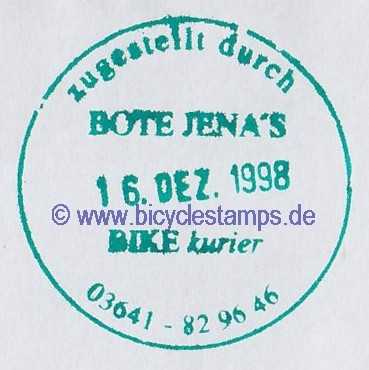 zugestellt durch
BOTE JENA'S
16. DEZ. 1998
© www.bicyclestamps.de
BIKE kurier
03641 - 82 96 46